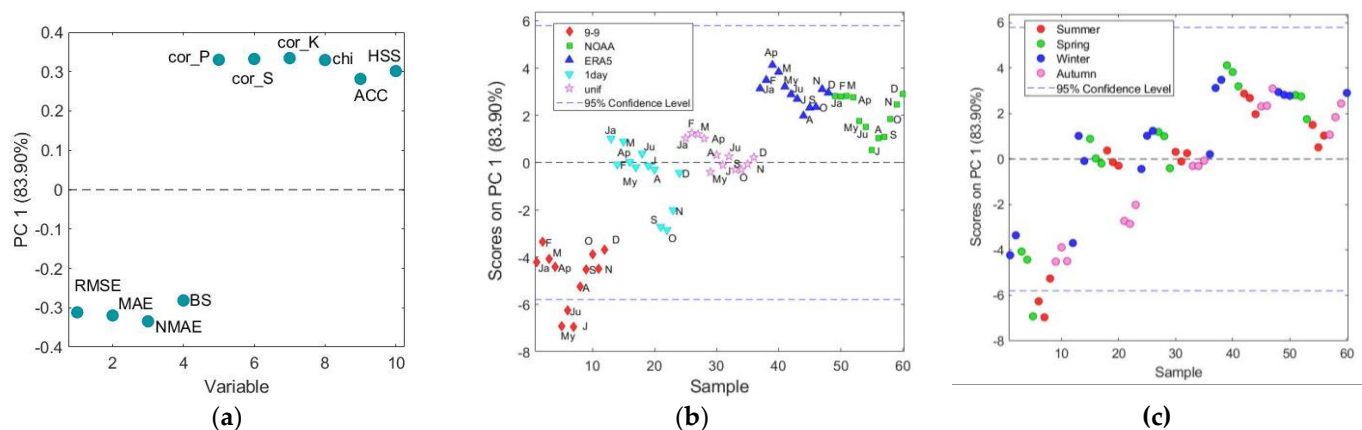 PC 1 (83.90%)
0.4
0.3
0.2
0.1
0
-0.1
-0.2
-0.3
-0.4
cor_P
cor_S
cor_K
chi
HSS
ACC
RMSE
MAE
NMAE
BS
0 2 4 6 8 10
Variable
(a)
Scores on PC 1 (83.90%)
6
4
2
0
-2
-4
-6
-8
9-9
NOAA
ERA5
1day
unif
95% Confidence Level
Ap
M
F
Ja
My
Ju
N
D
J S
A
O
Ja
F M
Ap
My
Ju
J
A
S
O
N
D
Ja
M
Ap
F
Ju
My
J
A
D
S
O
N
F
M
Ja
Ap
A
Ju
My
J
S
O
N
D
F
M
Ja
Ap
O
D
S
N
A
Ju
My
J
10 20 30 40 50 60
Sample
(b)
Scores on PC 1 (83.90%)
6
4
2
0
-2
-4
-6
-8
Summer
Spring
Winter
Autumn
95% Confidence Level
10 20 30 40 50 60
Sample
(c)